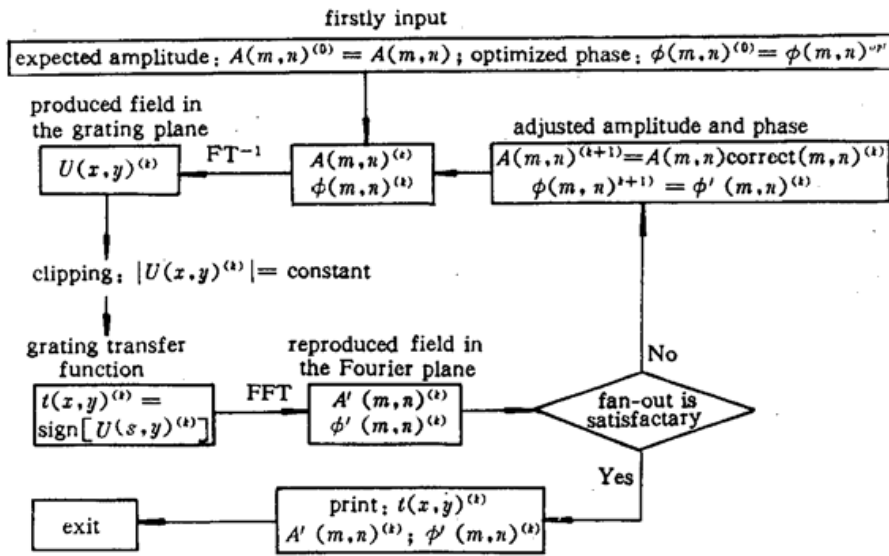 firstly input
expected amplitude: A(m,n)⁽⁰⁾ = A(m,n); optimized phase: ϕ(m,n)⁽⁰⁾ = ϕ(m,n)ᵒᵖᵗ
produced field in
the grating plane
U(x,y)⁽ᵏ⁾
FT⁻¹
A(m,n)⁽ᵏ⁾
ϕ(m,n)⁽ᵏ⁾
adjusted amplitude and phase
A(m,n)⁽ᵏ⁺¹⁾=A(m,n)correct(m,n)⁽ᵏ⁾
ϕ(m, n)ᵏ⁺¹⁾ = ϕ′ (m,n)⁽ᵏ⁾
clipping: |U(x,y)⁽ᵏ⁾|= constant
grating transfer
function
t(x,y)⁽ᵏ⁾ =
sign[U(s,y)⁽ᵏ⁾]
FFT
reproduced field in
the Fourier plane
A′ (m,n)⁽ᵏ⁾
ϕ′ (m,n)⁽ᵏ⁾
fan-out is
satisfactary
No
Yes
print: t(x,y)⁽ᵏ⁾
A′ (m,n)⁽ᵏ⁾; ϕ′ (m,n)⁽ᵏ⁾
exit